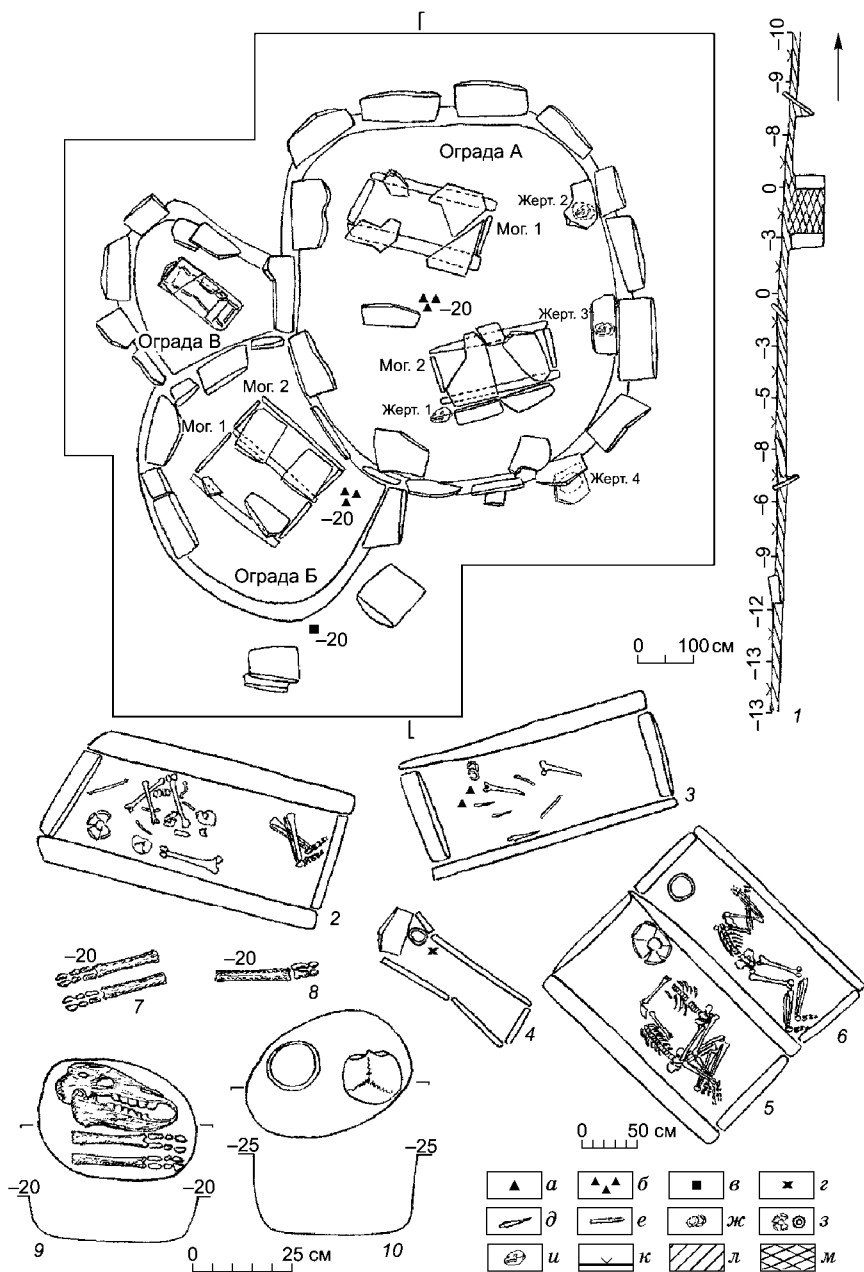 Ограда А
Жерт. 2
Мог. 1
–20
Жерт. 3
Ограда В
Мог. 2
Мог. 2
Мог. 1
Жерт. 1
Жерт. 4
–20
Ограда Б
–20
0 100 см
–10
–9
–8
0
–3
0
–3
–5
–8
–6
–9
–12
–13
–13
1
2
3
4
5
6
–20
7
–20
8
–20 –20
9
–25 –25
10
0 50 см
0 25 см
а б в г
д е ж з
и к л м